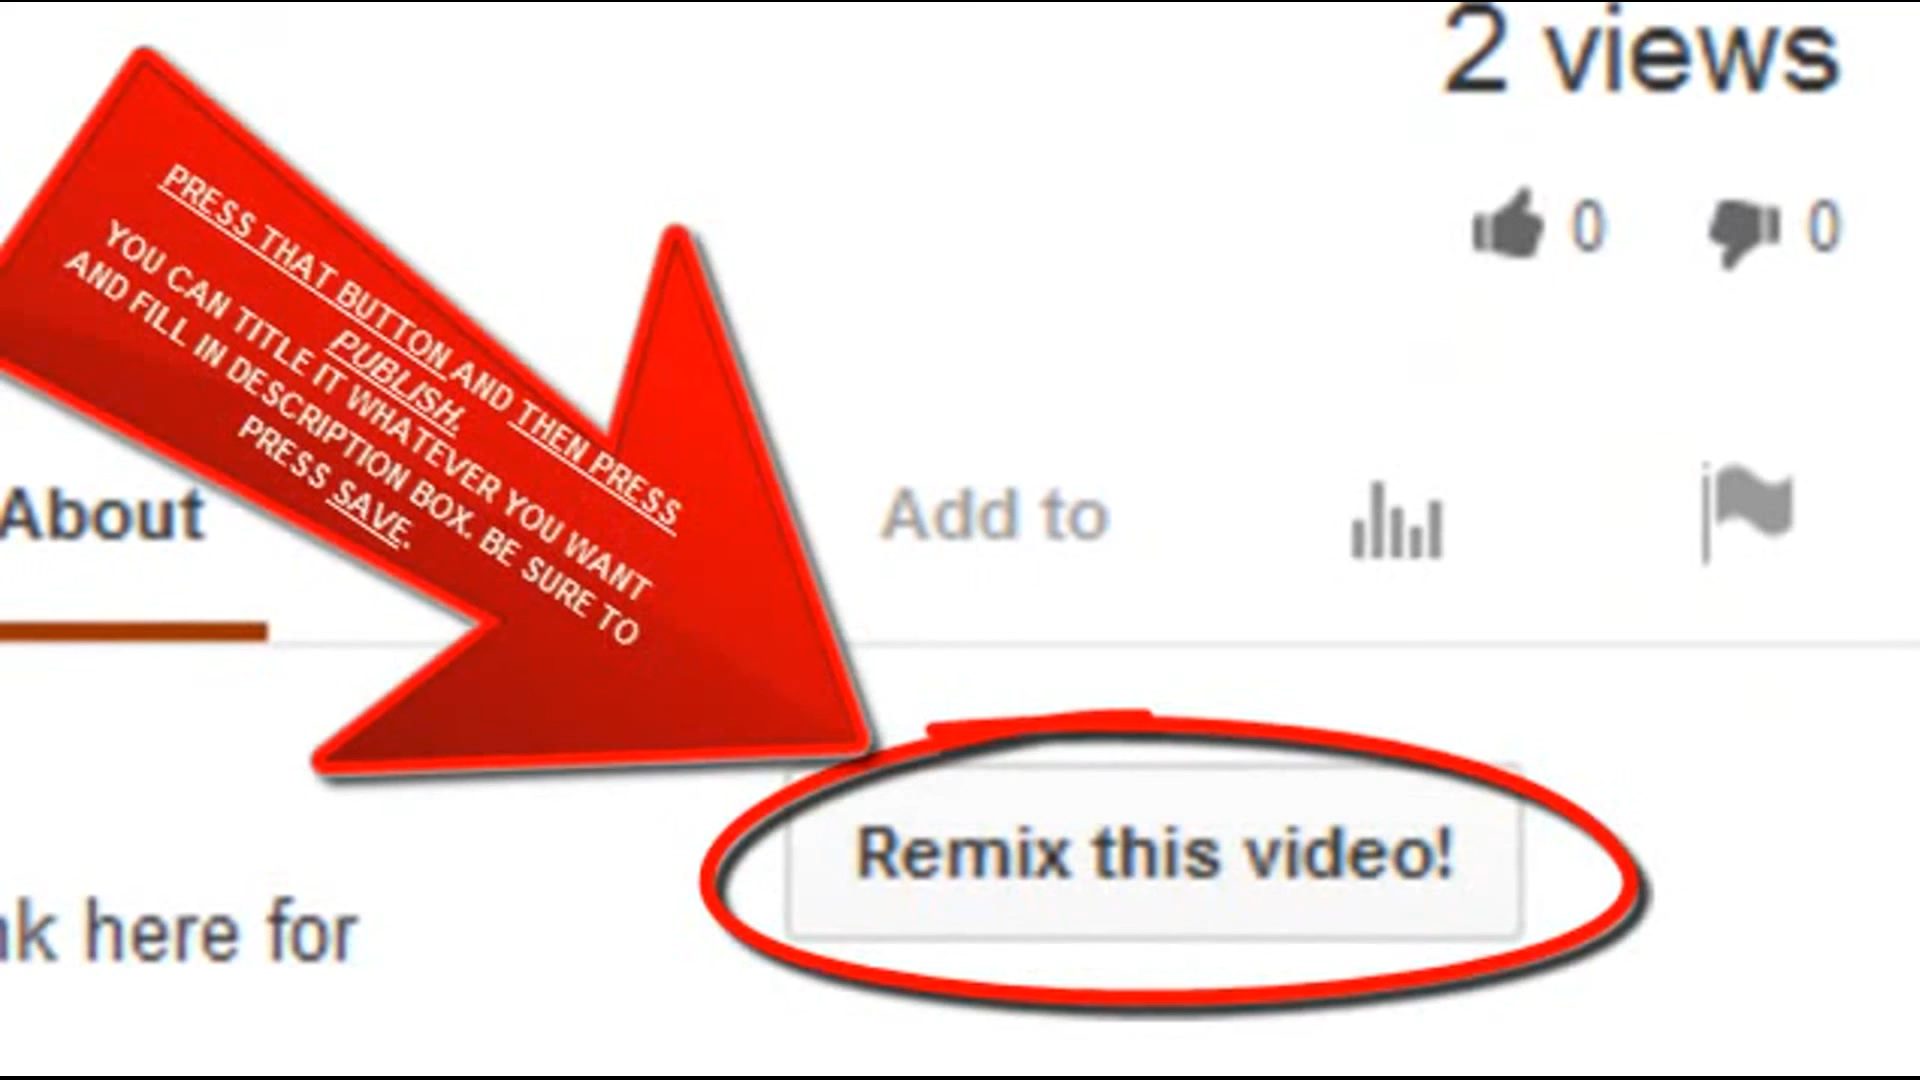 2 views
0 0
PRESS THAT BUTTON AND THEN PRESS
PUBLISH.
YOU CAN TITLE IT WHATEVER YOU WANT
AND FILL IN DESCRIPTION BOX. BE SURE TO
PRESS SAVE.
About Add to
Remix this video!
here for